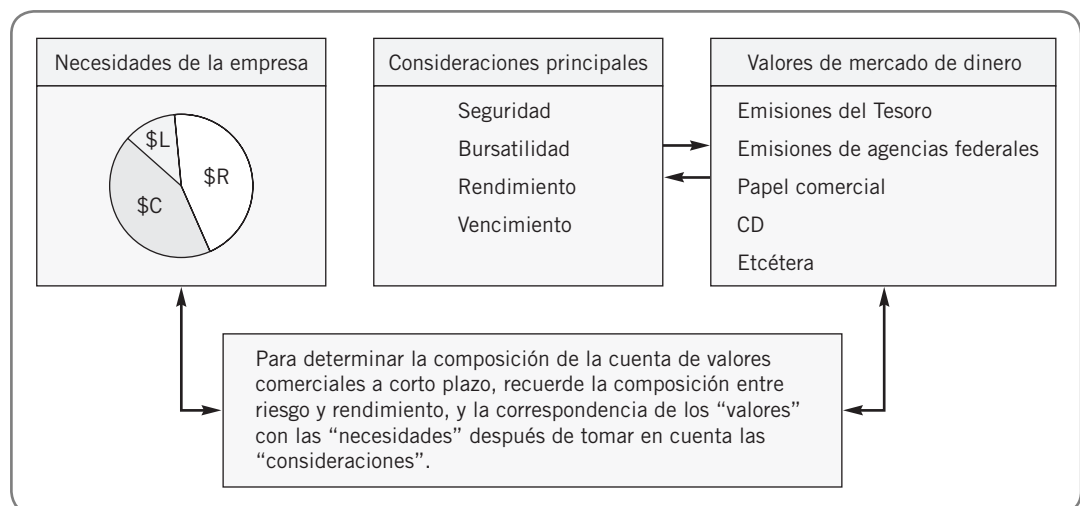 Necesidades de la empresa
$L
$R
$C
Consideraciones principales
Seguridad
Bursatilidad
Rendimiento
Vencimiento
Valores de mercado de dinero
Emisiones del Tesoro
Emisiones de agencias federales
Papel comercial
CD
Etcétera
Para determinar la composición de la cuenta de valores
comerciales a corto plazo, recuerde la composición entre
riesgo y rendimiento, y la correspondencia de los “valores”
con las “necesidades” después de tomar en cuenta las
“consideraciones”.